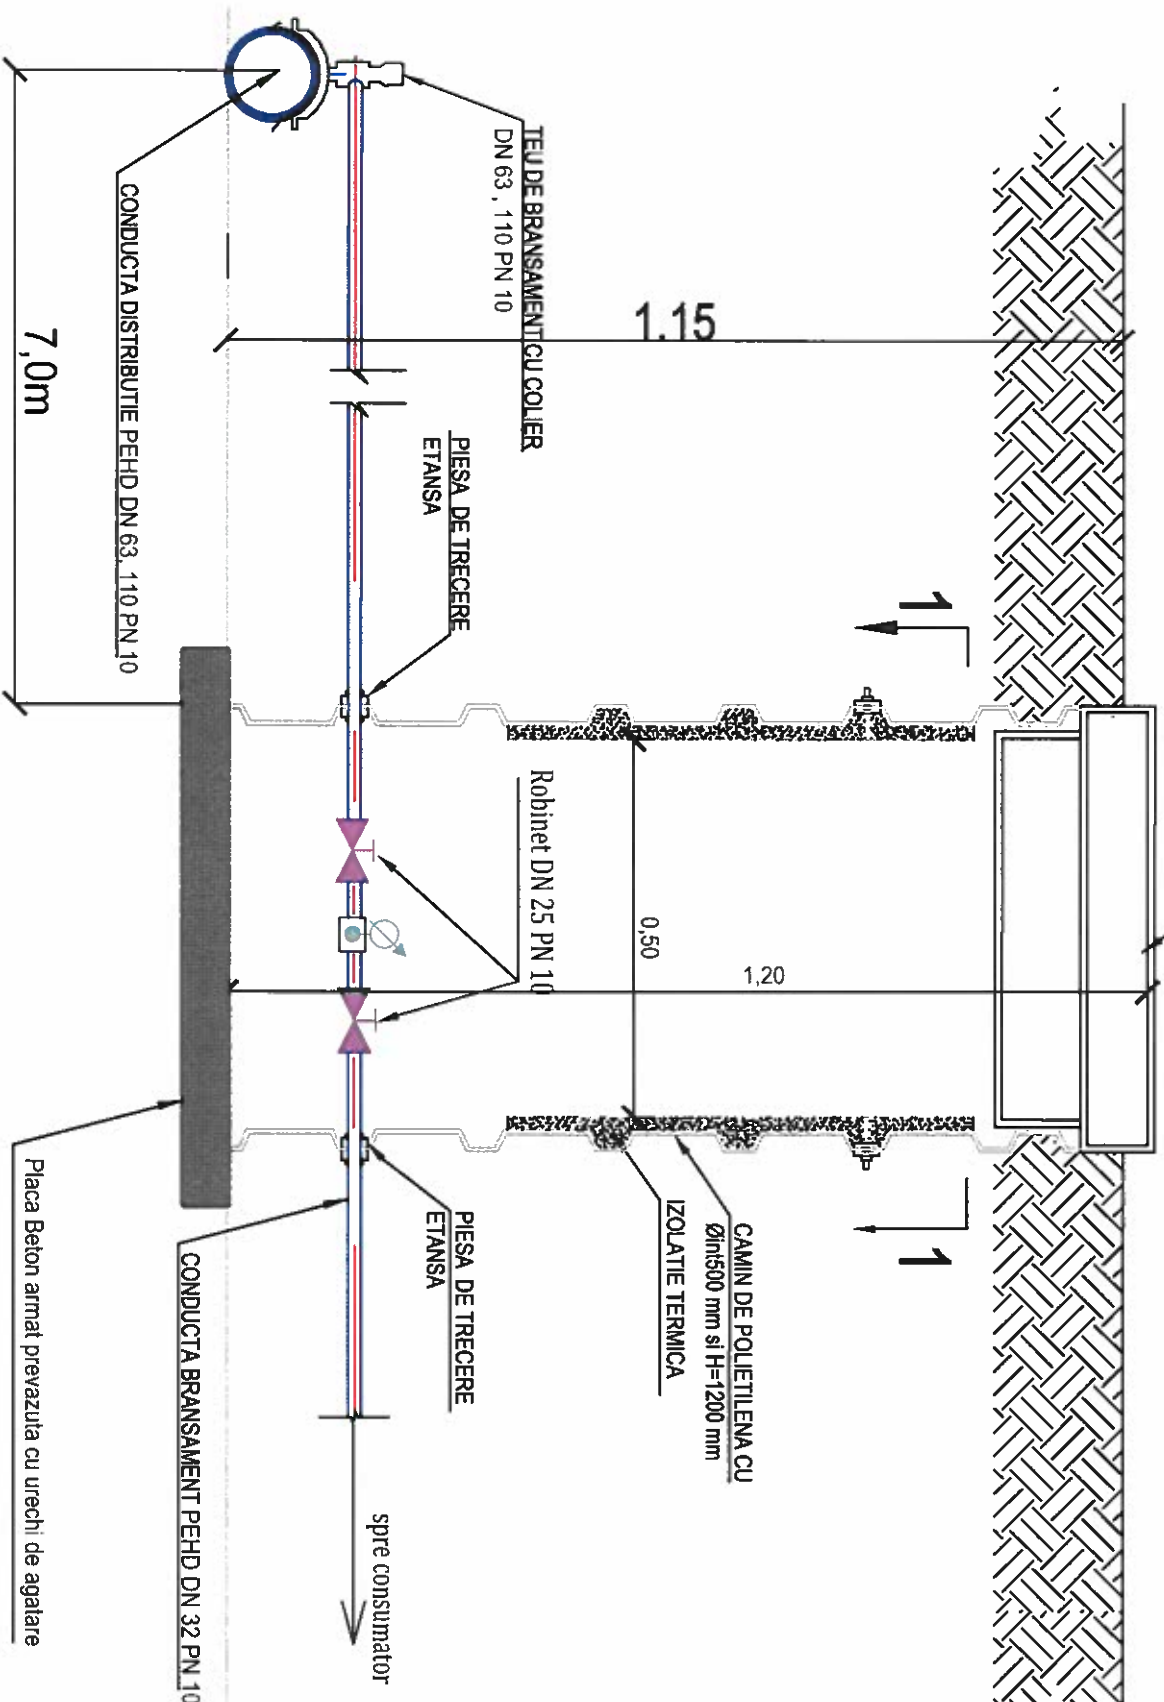 1
1
CAMIN DE POLIETILENA CU
Øint500 mm si H=1200 mm
IZOLATIE TERMICA
1.15
0,50
1,20
TEU DE BRANSAMENT CU COLIER
DN 63 , 110 PN 10
Robinet DN 25 PN 10
PIESA DE TRECERE
ETANSA
PIESA DE TRECERE
ETANSA
spre consumator
CONDUCTA DISTRIBUTIE PEHD DN 63, 110 PN 10
CONDUCTA BRANSAMENT PEHD DN 32 PN 10
7,0m
Placa Beton armat prevazuta cu urechi de agatare